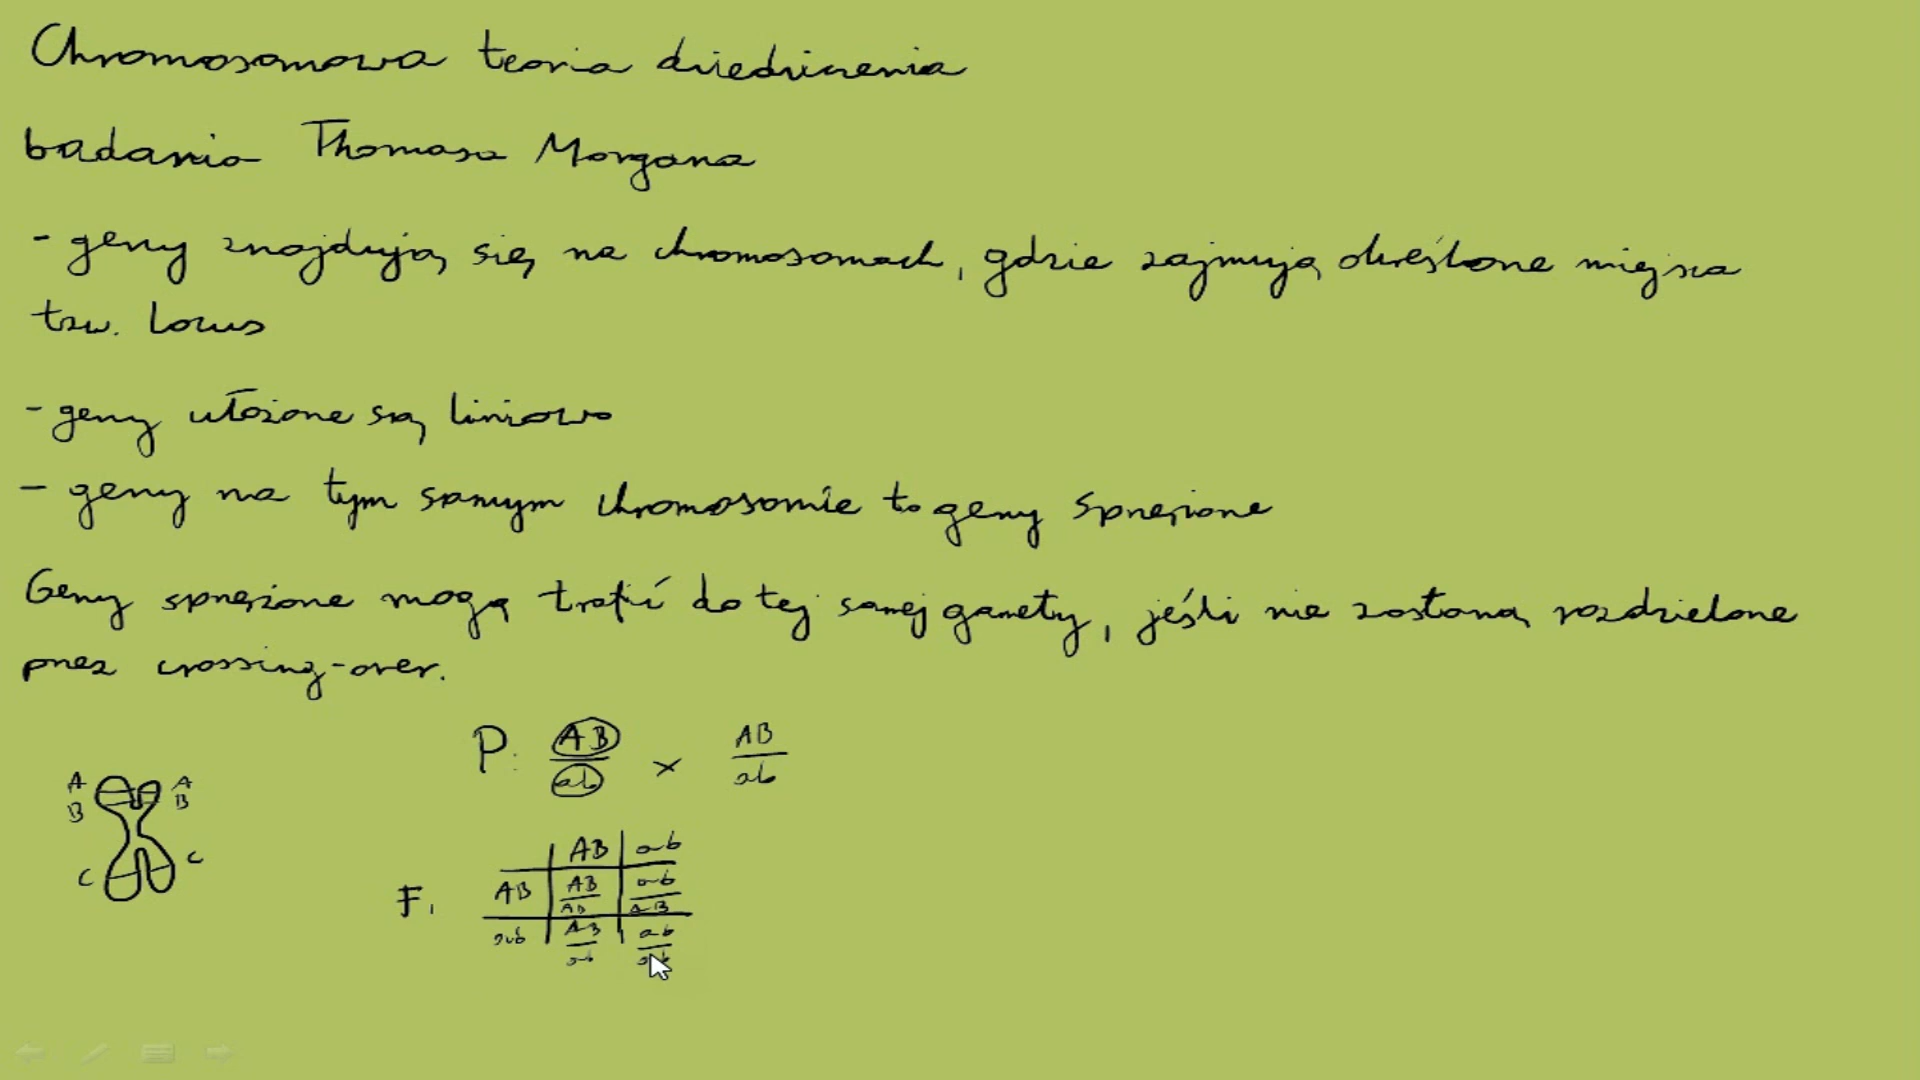 Chromosomowa teoria dziedziczenia
badania Thomasa Morgana
- geny znajdują się na chromosomach, gdzie zajmują określone miejsca
tzw. locus
- geny ułożone są liniowo
- geny na tym samym chromosomie to geny sprzężone
Geny sprzężone mogą trafić do tej samej gamety, jeśli nie zostaną rozdzielone
przez crossing-over.
P: AB/ab x AB/ab
A A
B B
C C
AB ab
F1 AB AB/AB ab/AB
ab AB/ab ab/ab